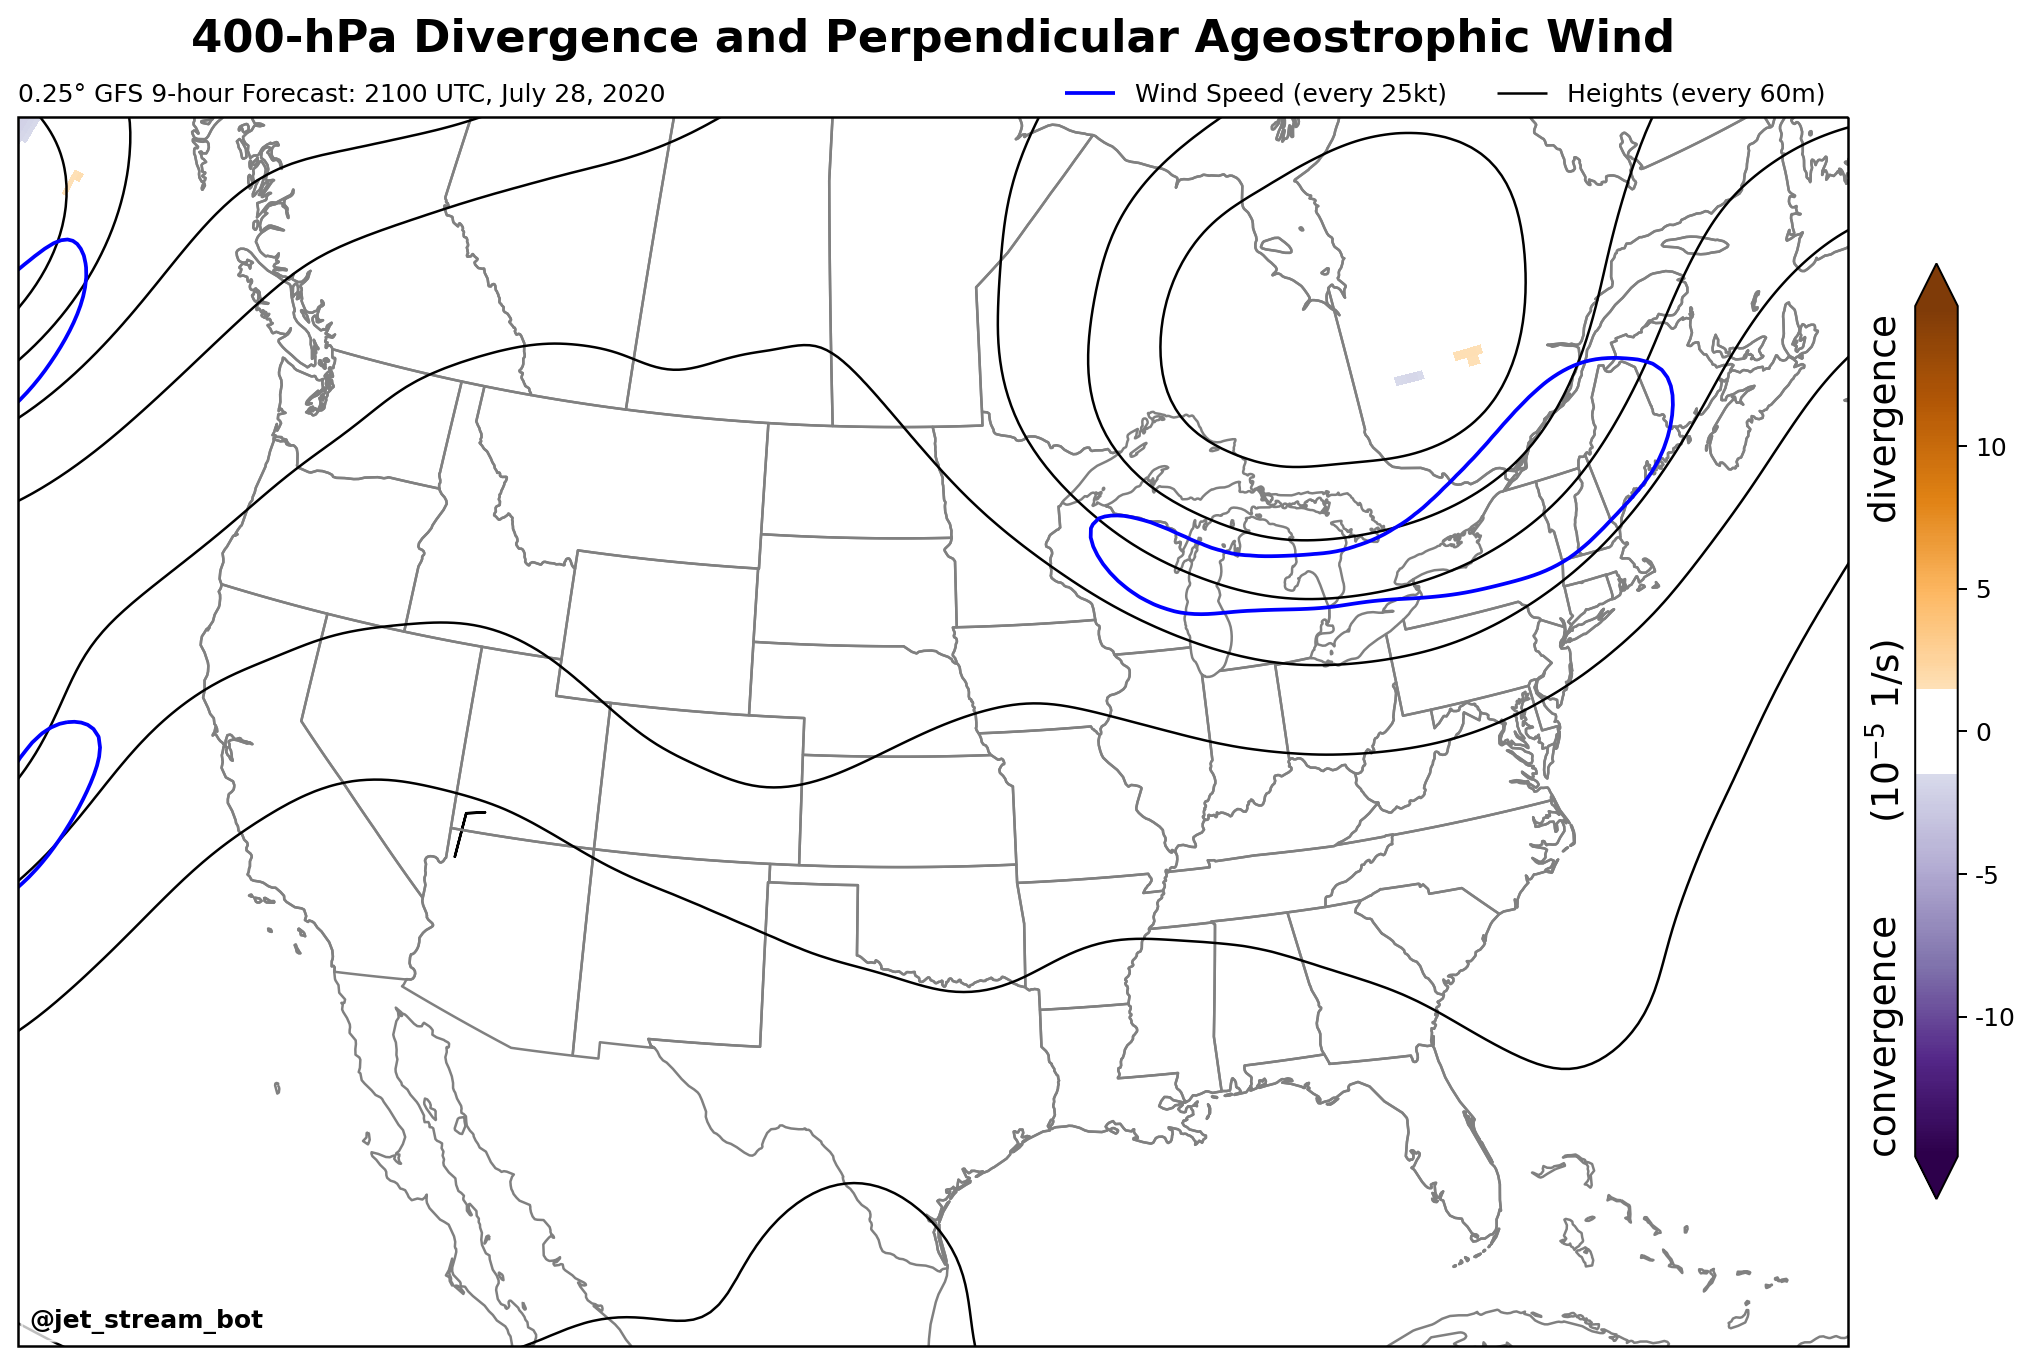 400-hPa Divergence and Perpendicular Ageostrophic Wind
0.25° GFS 9-hour Forecast: 2100 UTC, July 28, 2020
Wind Speed (every 25kt)
Heights (every 60m)
convergence (10⁻⁵ 1/s) divergence
10
5
0
-5
-10
@jet_stream_bot